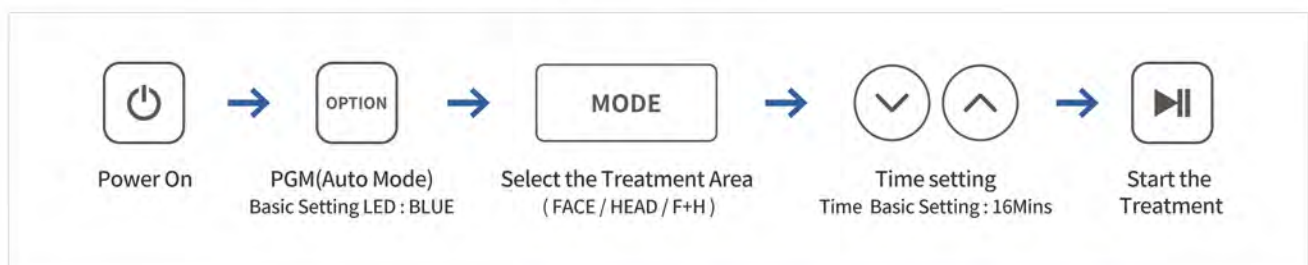 OPTION
MODE
Power On
PGM(Auto Mode)
Basic Setting LED : BLUE
Select the Treatment Area
( FACE / HEAD / F+H )
Time setting
Time Basic Setting : 16Mins
Start the
Treatment